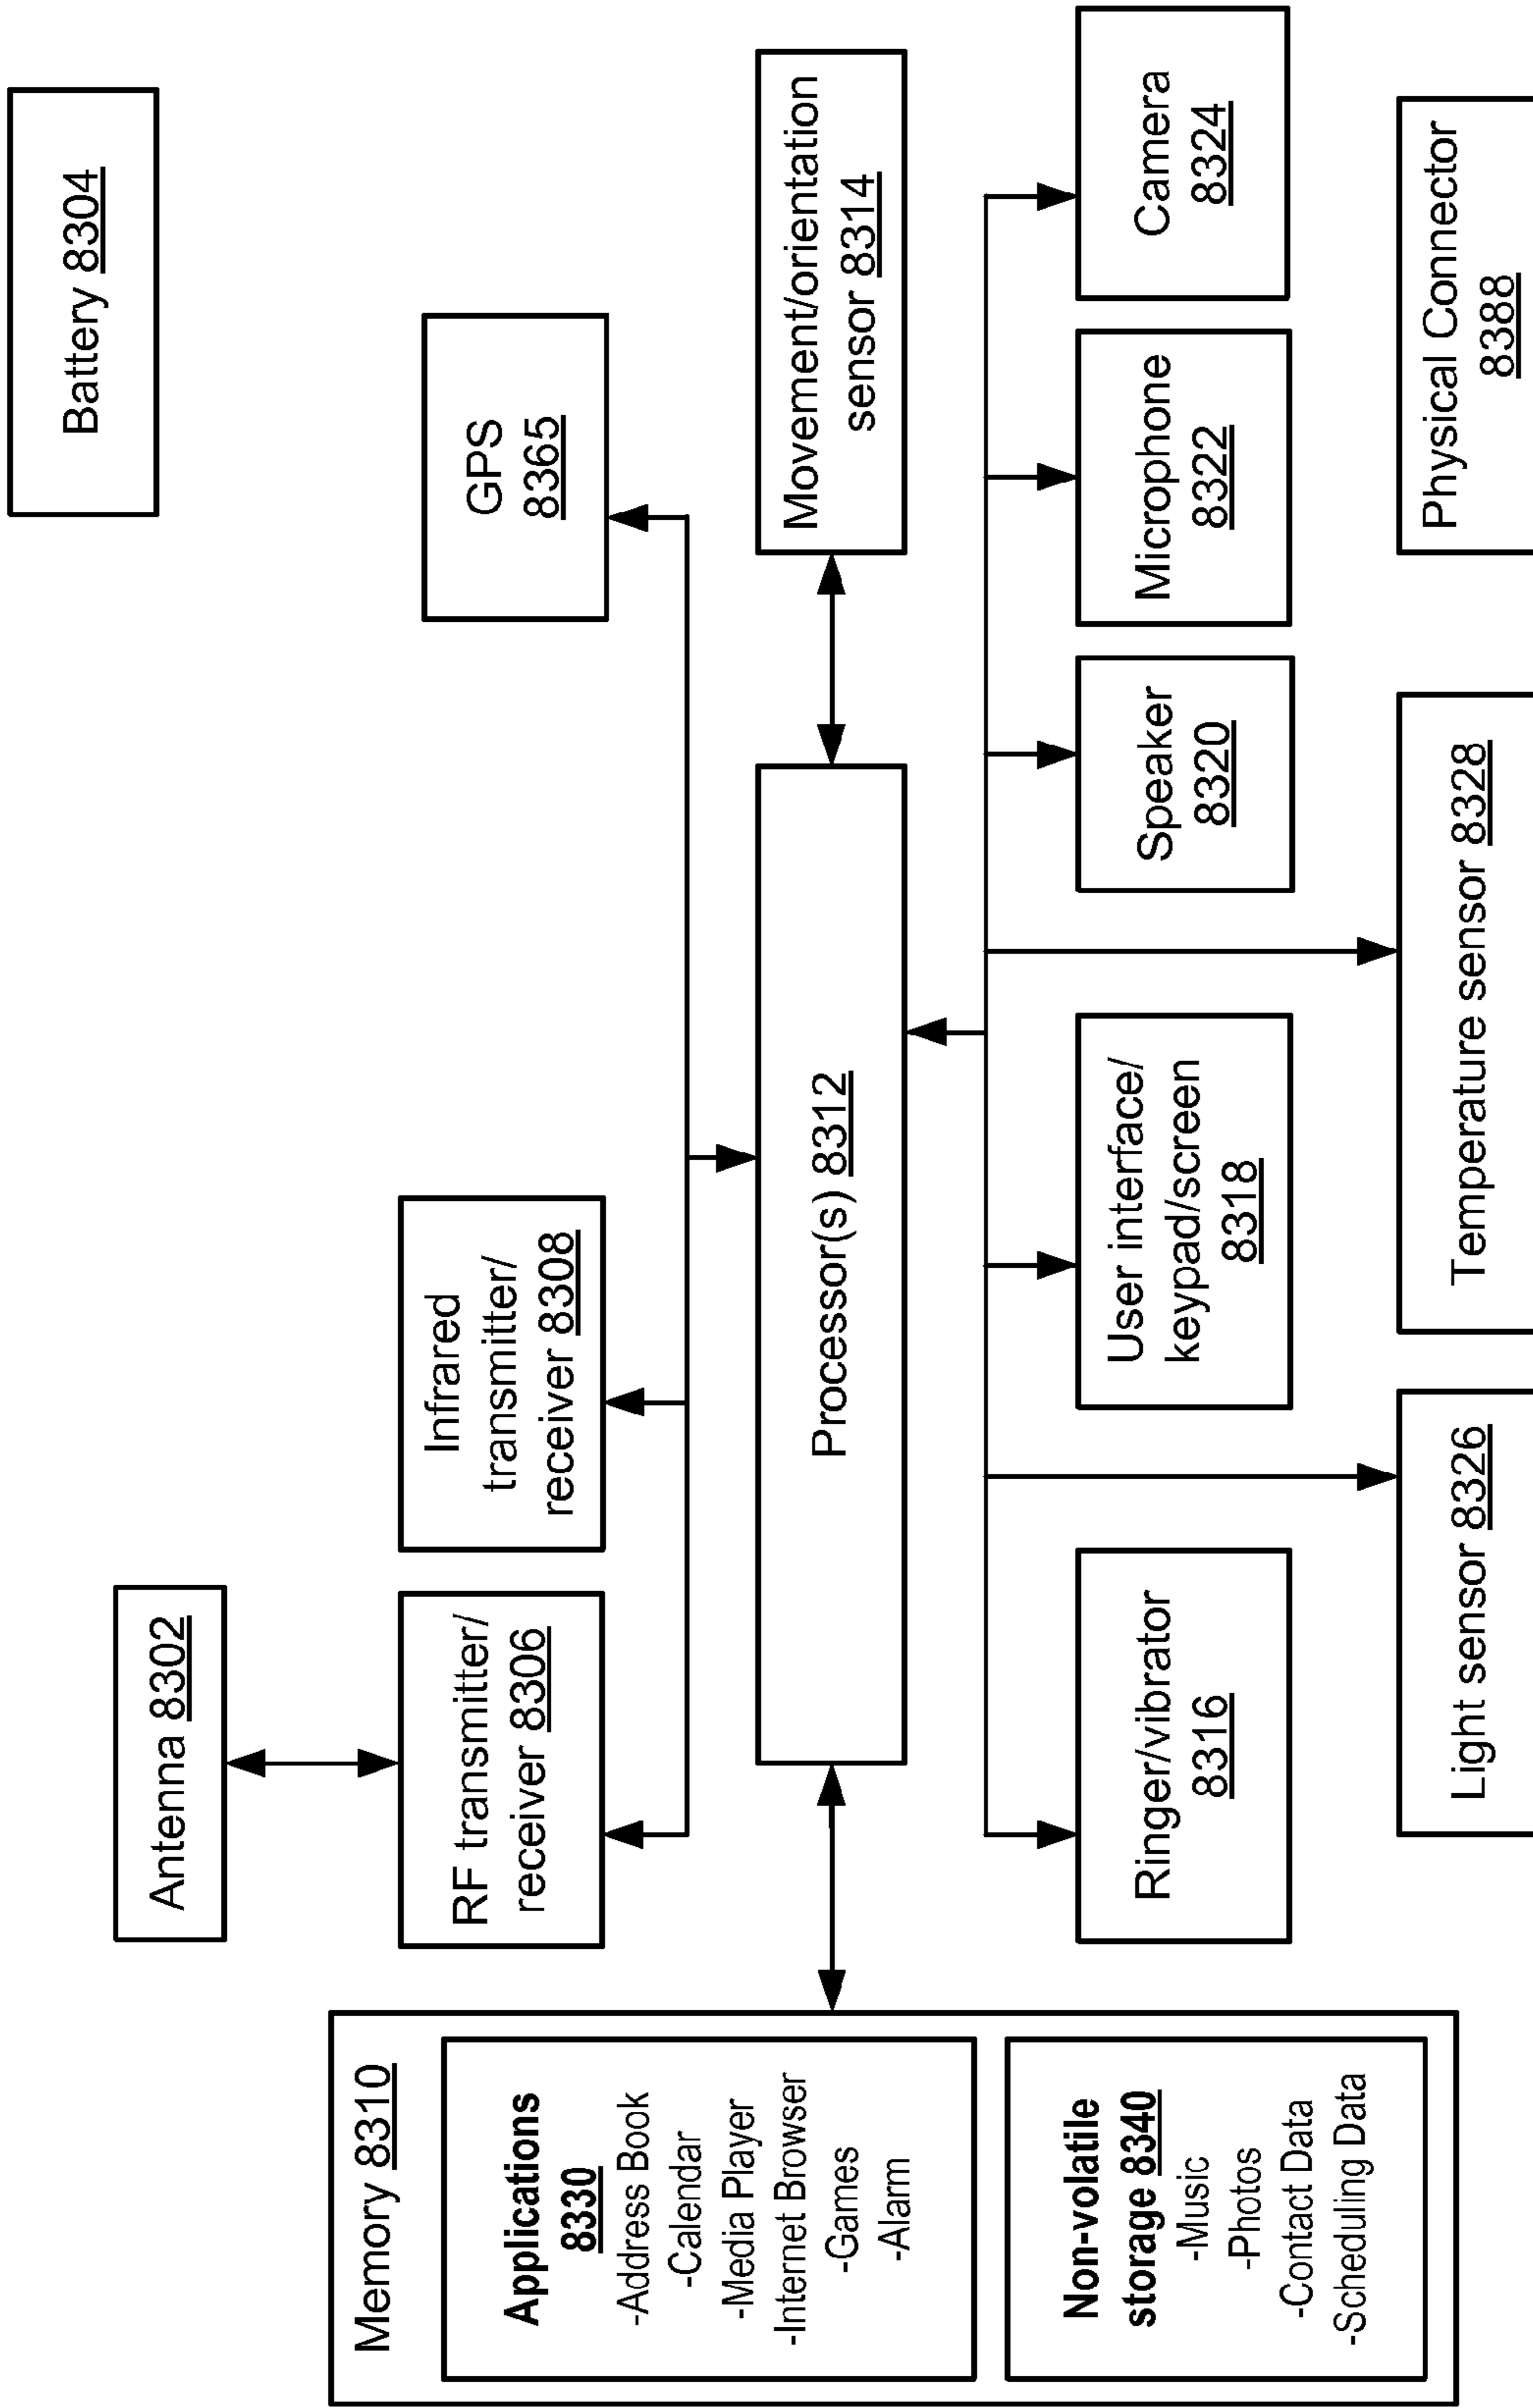 Battery 8304
Antenna 8302
RF transmitter/
receiver 8306
Infrared
transmitter/
receiver 8308
GPS
8365
Memory 8310
Applications
8330
-Address Book
-Calendar
-Media Player
-Internet Browser
-Games
-Alarm
Non-volatile
storage 8340
-Music
-Photos
-Contact Data
-Scheduling Data
Processor(s) 8312
Movement/orientation
sensor 8314
Ringer/vibrator
8316
User interface/
keypad/screen
8318
Speaker
8320
Microphone
8322
Camera
8324
Light sensor 8326
Temperature sensor 8328
Physical Connector
8388